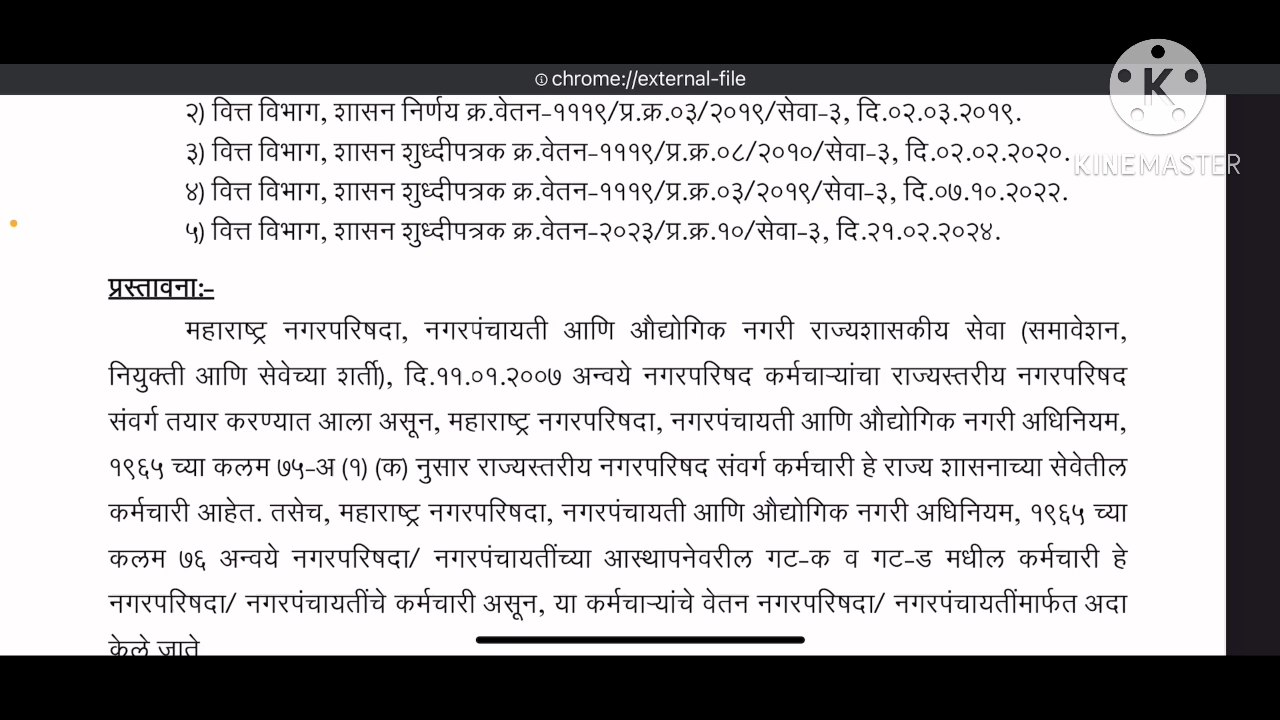 chrome://external-file
K
KINEMASTER
२) वित्त विभाग, शासन निर्णय क्र.वेतन-१११९/प्र.क्र.०३/२०१९/सेवा-३, दि.०२.०३.२०१९.
३) वित्त विभाग, शासन शुध्दीपत्रक क्र.वेतन-१११९/प्र.क्र.०८/२०१०/सेवा-३, दि.०२.०२.२०२०.
४) वित्त विभाग, शासन शुध्दीपत्रक क्र.वेतन-१११९/प्र.क्र.०३/२०१९/सेवा-३, दि.०७.१०.२०२२.
५) वित्त विभाग, शासन शुध्दीपत्रक क्र.वेतन-२०२३/प्र.क्र.१०/सेवा-३, दि.२१.०२.२०२४.
प्रस्तावना:-
महाराष्ट्र नगरपरिषदा, नगरपंचायती आणि औद्योगिक नगरी राज्यशासकीय सेवा (समावेशन,
नियुक्ती आणि सेवेच्या शर्ती), दि.११.०१.२००७ अन्वये नगरपरिषद कर्मचाऱ्यांचा राज्यस्तरीय नगरपरिषद
संवर्ग तयार करण्यात आला असून, महाराष्ट्र नगरपरिषदा, नगरपंचायती आणि औद्योगिक नगरी अधिनियम,
१९६५ च्या कलम ७५-अ (१) (क) नुसार राज्यस्तरीय नगरपरिषद संवर्ग कर्मचारी हे राज्य शासनाच्या सेवेतील
कर्मचारी आहेत. तसेच, महाराष्ट्र नगरपरिषदा, नगरपंचायती आणि औद्योगिक नगरी अधिनियम, १९६५ च्या
कलम ७६ अन्वये नगरपरिषदा/ नगरपंचायतींच्या आस्थापनेवरील गट-क व गट-ड मधील कर्मचारी हे
नगरपरिषदा/ नगरपंचायतींचे कर्मचारी असून, या कर्मचाऱ्यांचे वेतन नगरपरिषदा/ नगरपंचायतींमार्फत अदा
केले जाते